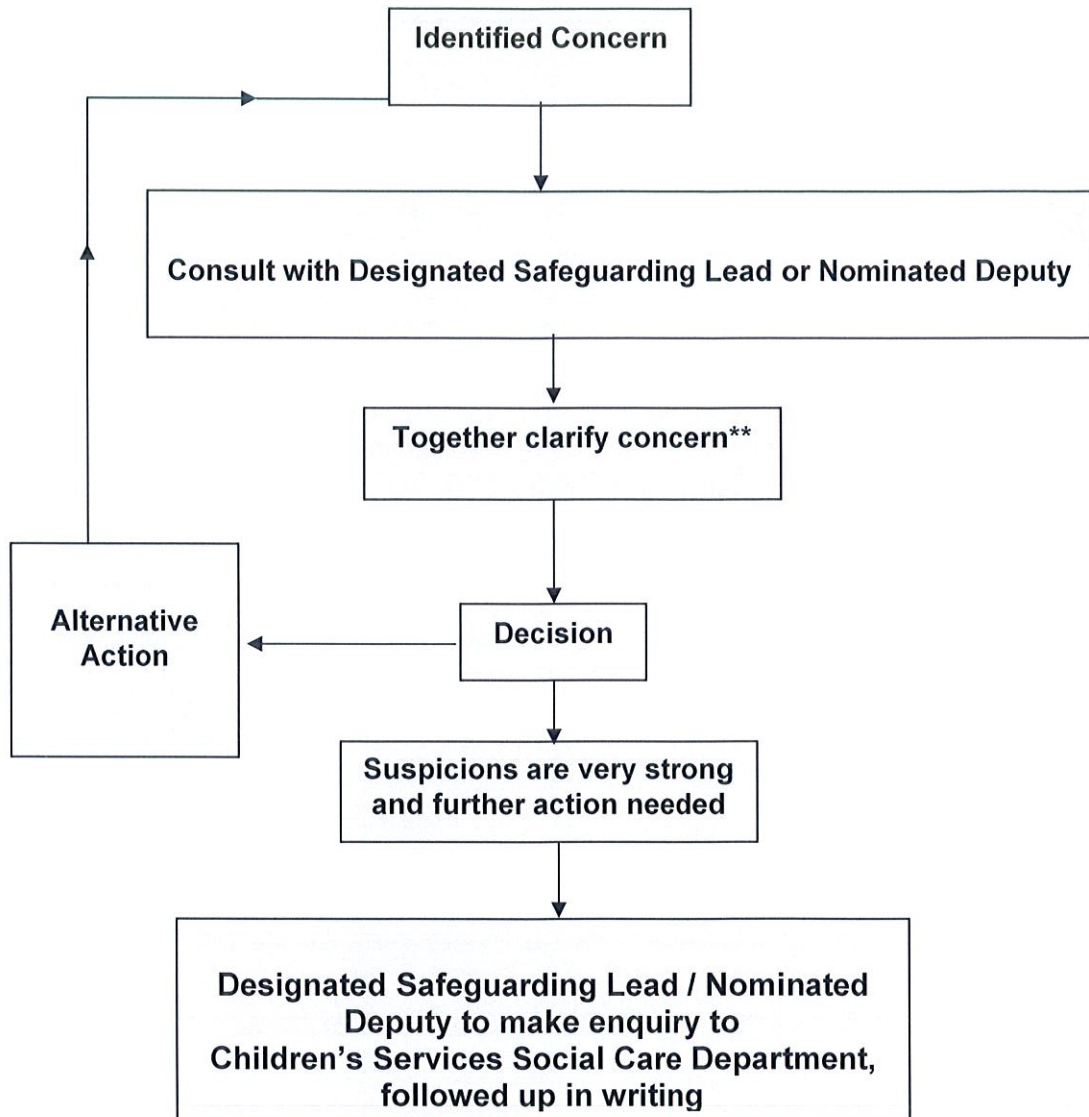 Identified Concern
Consult with Designated Safeguarding Lead or Nominated Deputy
Together clarify concern**
Alternative
Action
Decision
Suspicions are very strong
and further action needed
Designated Safeguarding Lead / Nominated
Deputy to make enquiry to
Children’s Services Social Care Department,
followed up in writing